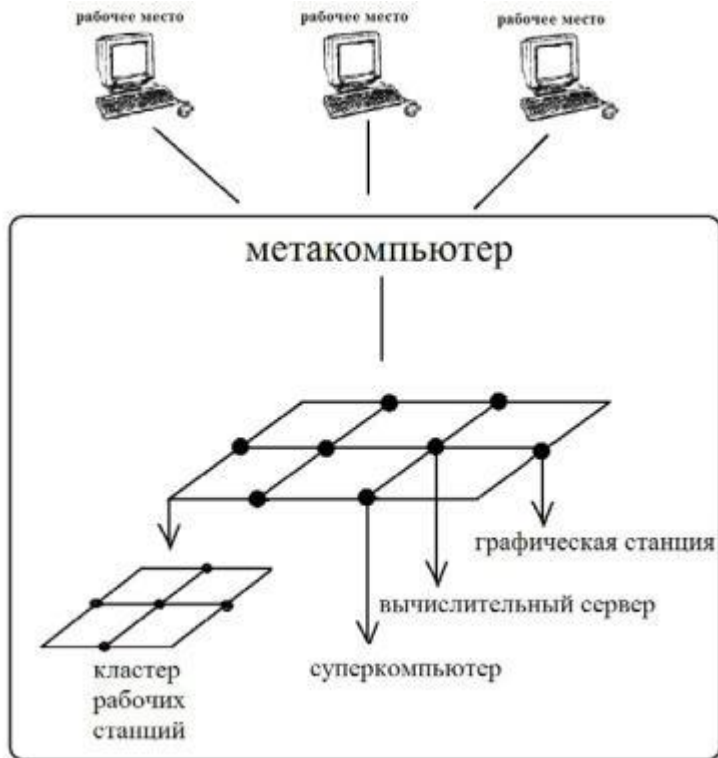 рабочее место
рабочее место
рабочее место
метакомпьютер
графическая станция
вычислительный сервер
суперкомпьютер
кластер
рабочих
станций